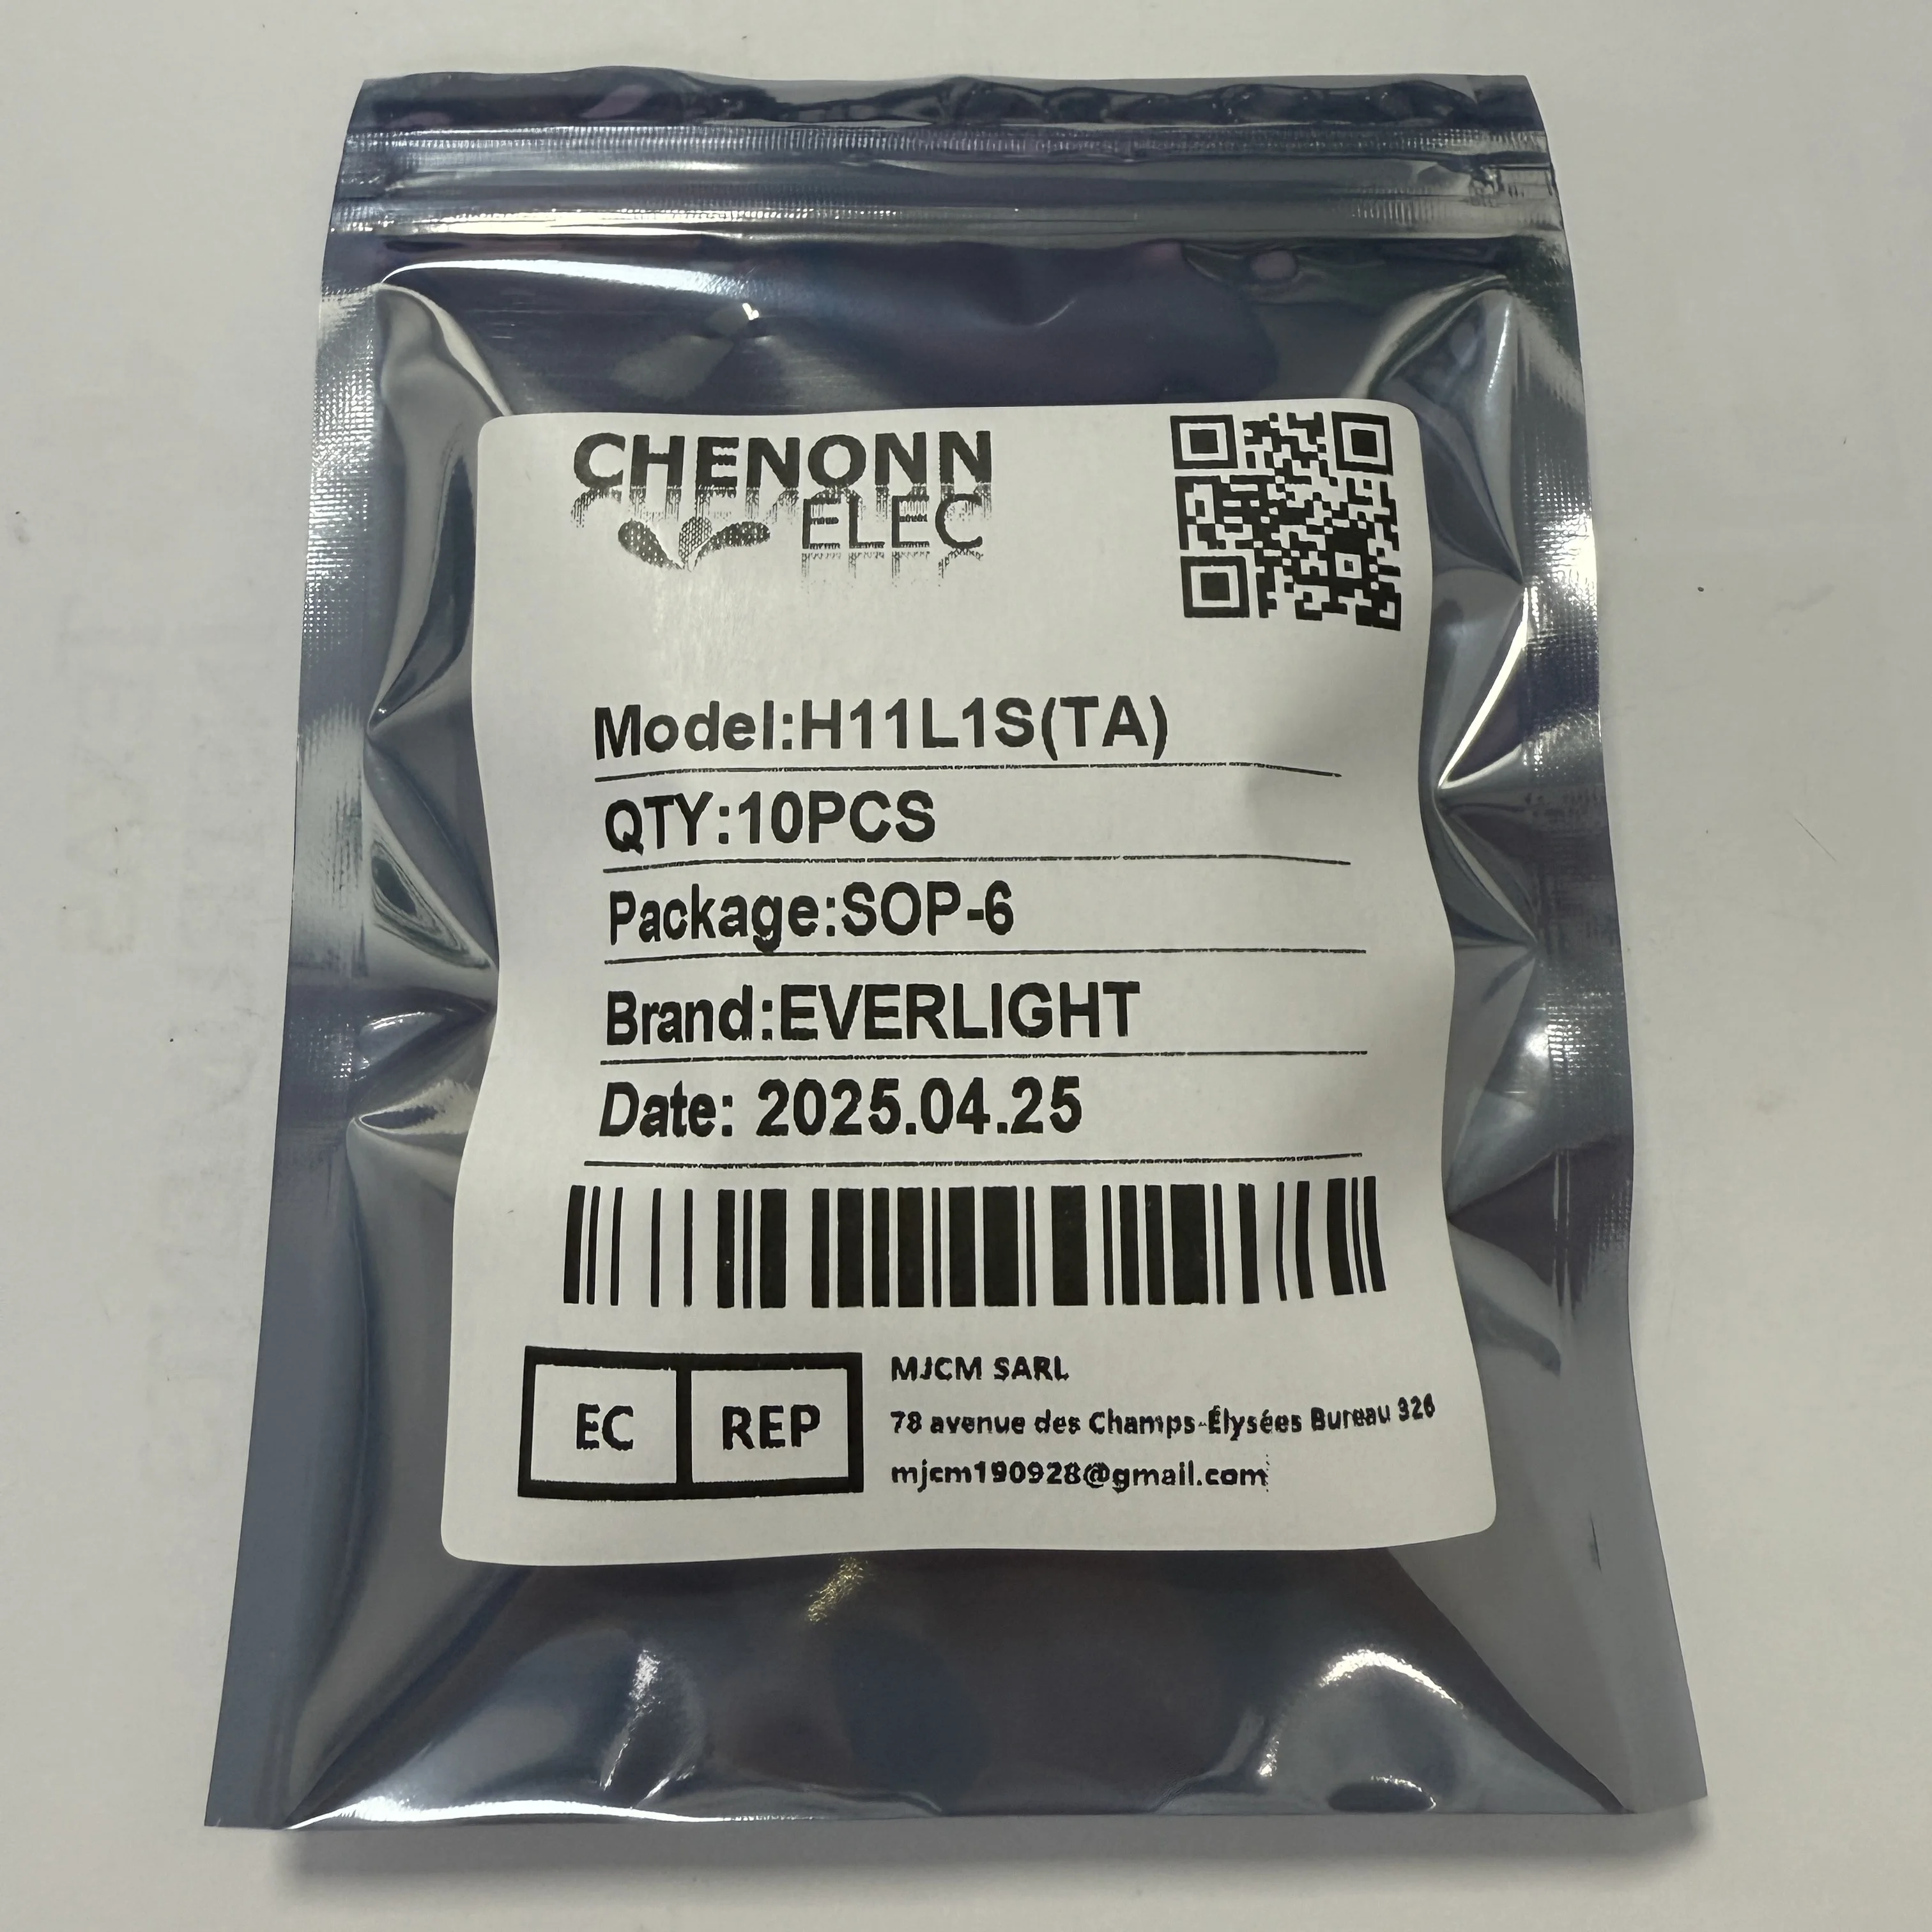 CHENONN
ELEC
Model:H11L1S(TA)
QTY:10PCS
Package:SOP-6
Brand:EVERLIGHT
Date: 2025.04.25
EC REP
MJCM SARL
78 avenue des Champs-Élysées Bureau 326
mjcm190928@gmail.com